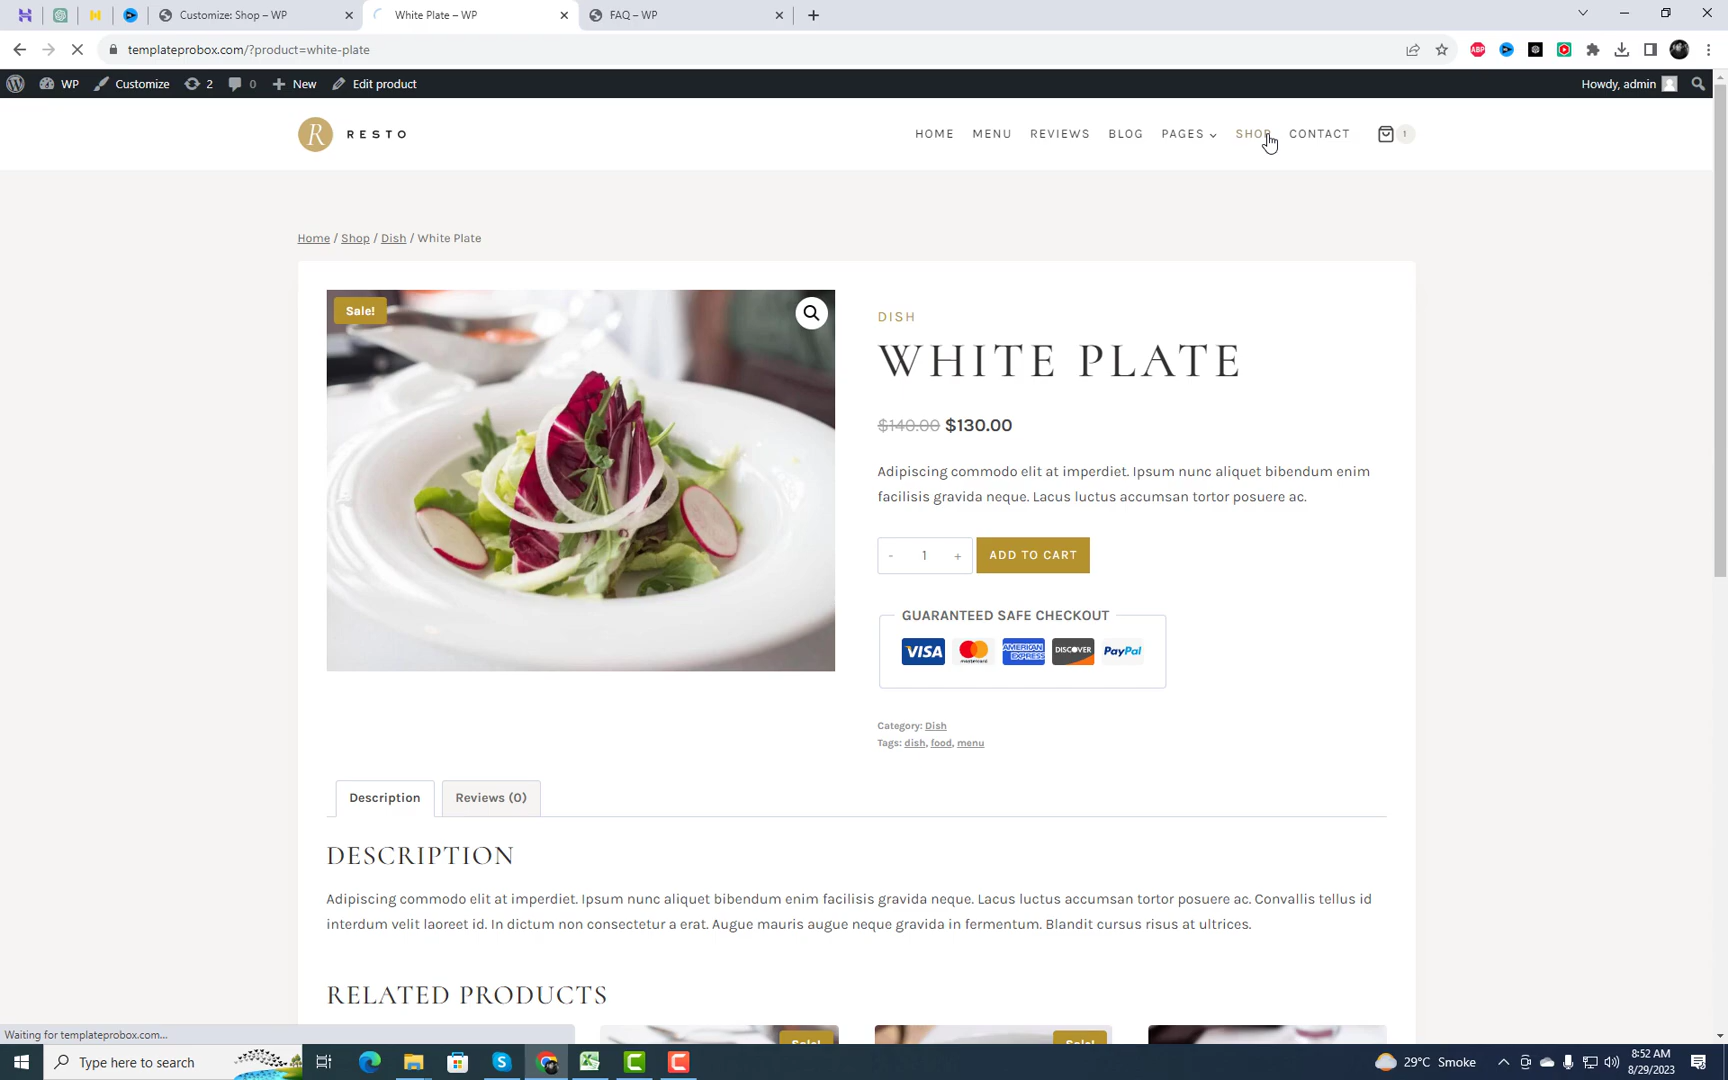 Customize: Shop – WP
White Plate – WP
FAQ – WP
templateprobox.com/?product=white-plate
WP
Customize
2
0
New
Edit product
Howdy, admin
R RESTO
HOME MENU REVIEWS BLOG PAGES SHOP CONTACT 1
Home / Shop / Dish / White Plate
Sale!
DISH
WHITE PLATE
$140.00 $130.00
Adipiscing commodo elit at imperdiet. Ipsum nunc aliquet bibendum enim
facilisis gravida neque. Lacus luctus accumsan tortor posuere ac.
- 1 + ADD TO CART
GUARANTEED SAFE CHECKOUT
VISA mastercard AMERICAN EXPRESS DISCOVER PayPal
Category: Dish
Tags: dish, food, menu
Description Reviews (0)
DESCRIPTION
Adipiscing commodo elit at imperdiet. Ipsum nunc aliquet bibendum enim facilisis gravida neque. Lacus luctus accumsan tortor posuere ac. Convallis tellus id
interdum velit laoreet id. In dictum non consectetur a erat. Augue mauris augue neque gravida in fermentum. Blandit cursus risus at ultrices.
RELATED PRODUCTS
Sale! Sale!
Waiting for templateprobox.com...
Type here to search
29°C Smoke
8:52 AM
8/29/2023